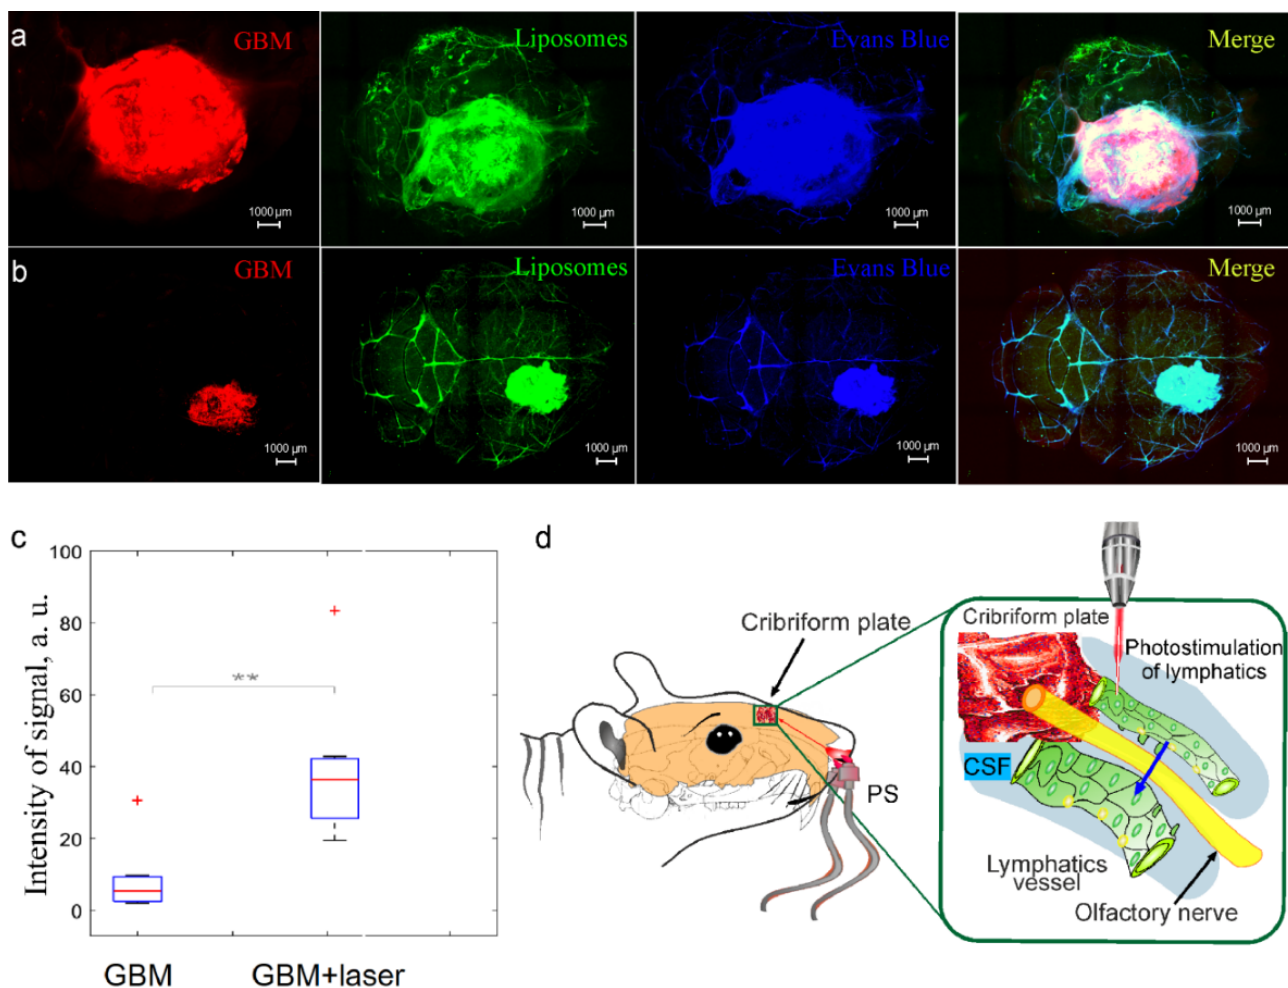 a
GBM
Liposomes
Evans Blue
Merge
1000 µm
1000 µm
1000 µm
1000 µm
b
GBM
Liposomes
Evans Blue
Merge
1000 µm
1000 µm
1000 µm
1000 µm
c
Intensity of signal, a. u.
100
80
60
40
20
0
**
GBM
GBM+laser
d
Cribriform plate
PS
Cribriform plate
Photostimulation
of lymphatics
CSF
Lymphatics
vessel
Olfactory nerve